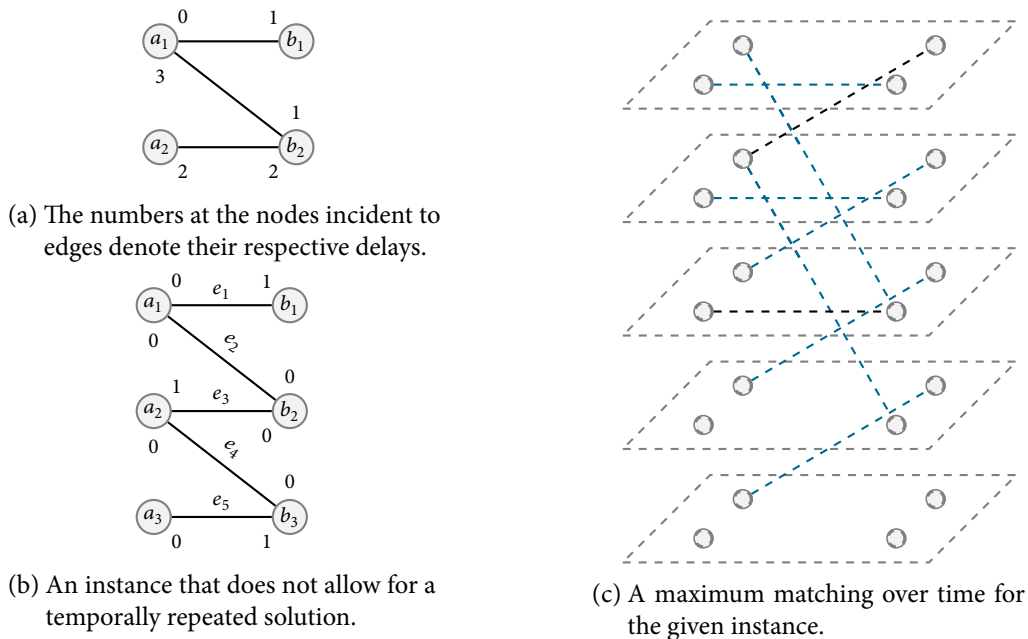 0 1
a₁ b₁
3
1
a₂ b₂
2 2
(a) The numbers at the nodes incident to
edges denote their respective delays.
0 e₁ 1
a₁ b₁
0 e₂
0
1 e₃
a₂ b₂
0 e₄ 0
0
a₃ e₅ b₃
0 1
(b) An instance that does not allow for a
temporally repeated solution.
(c) A maximum matching over time for
the given instance.